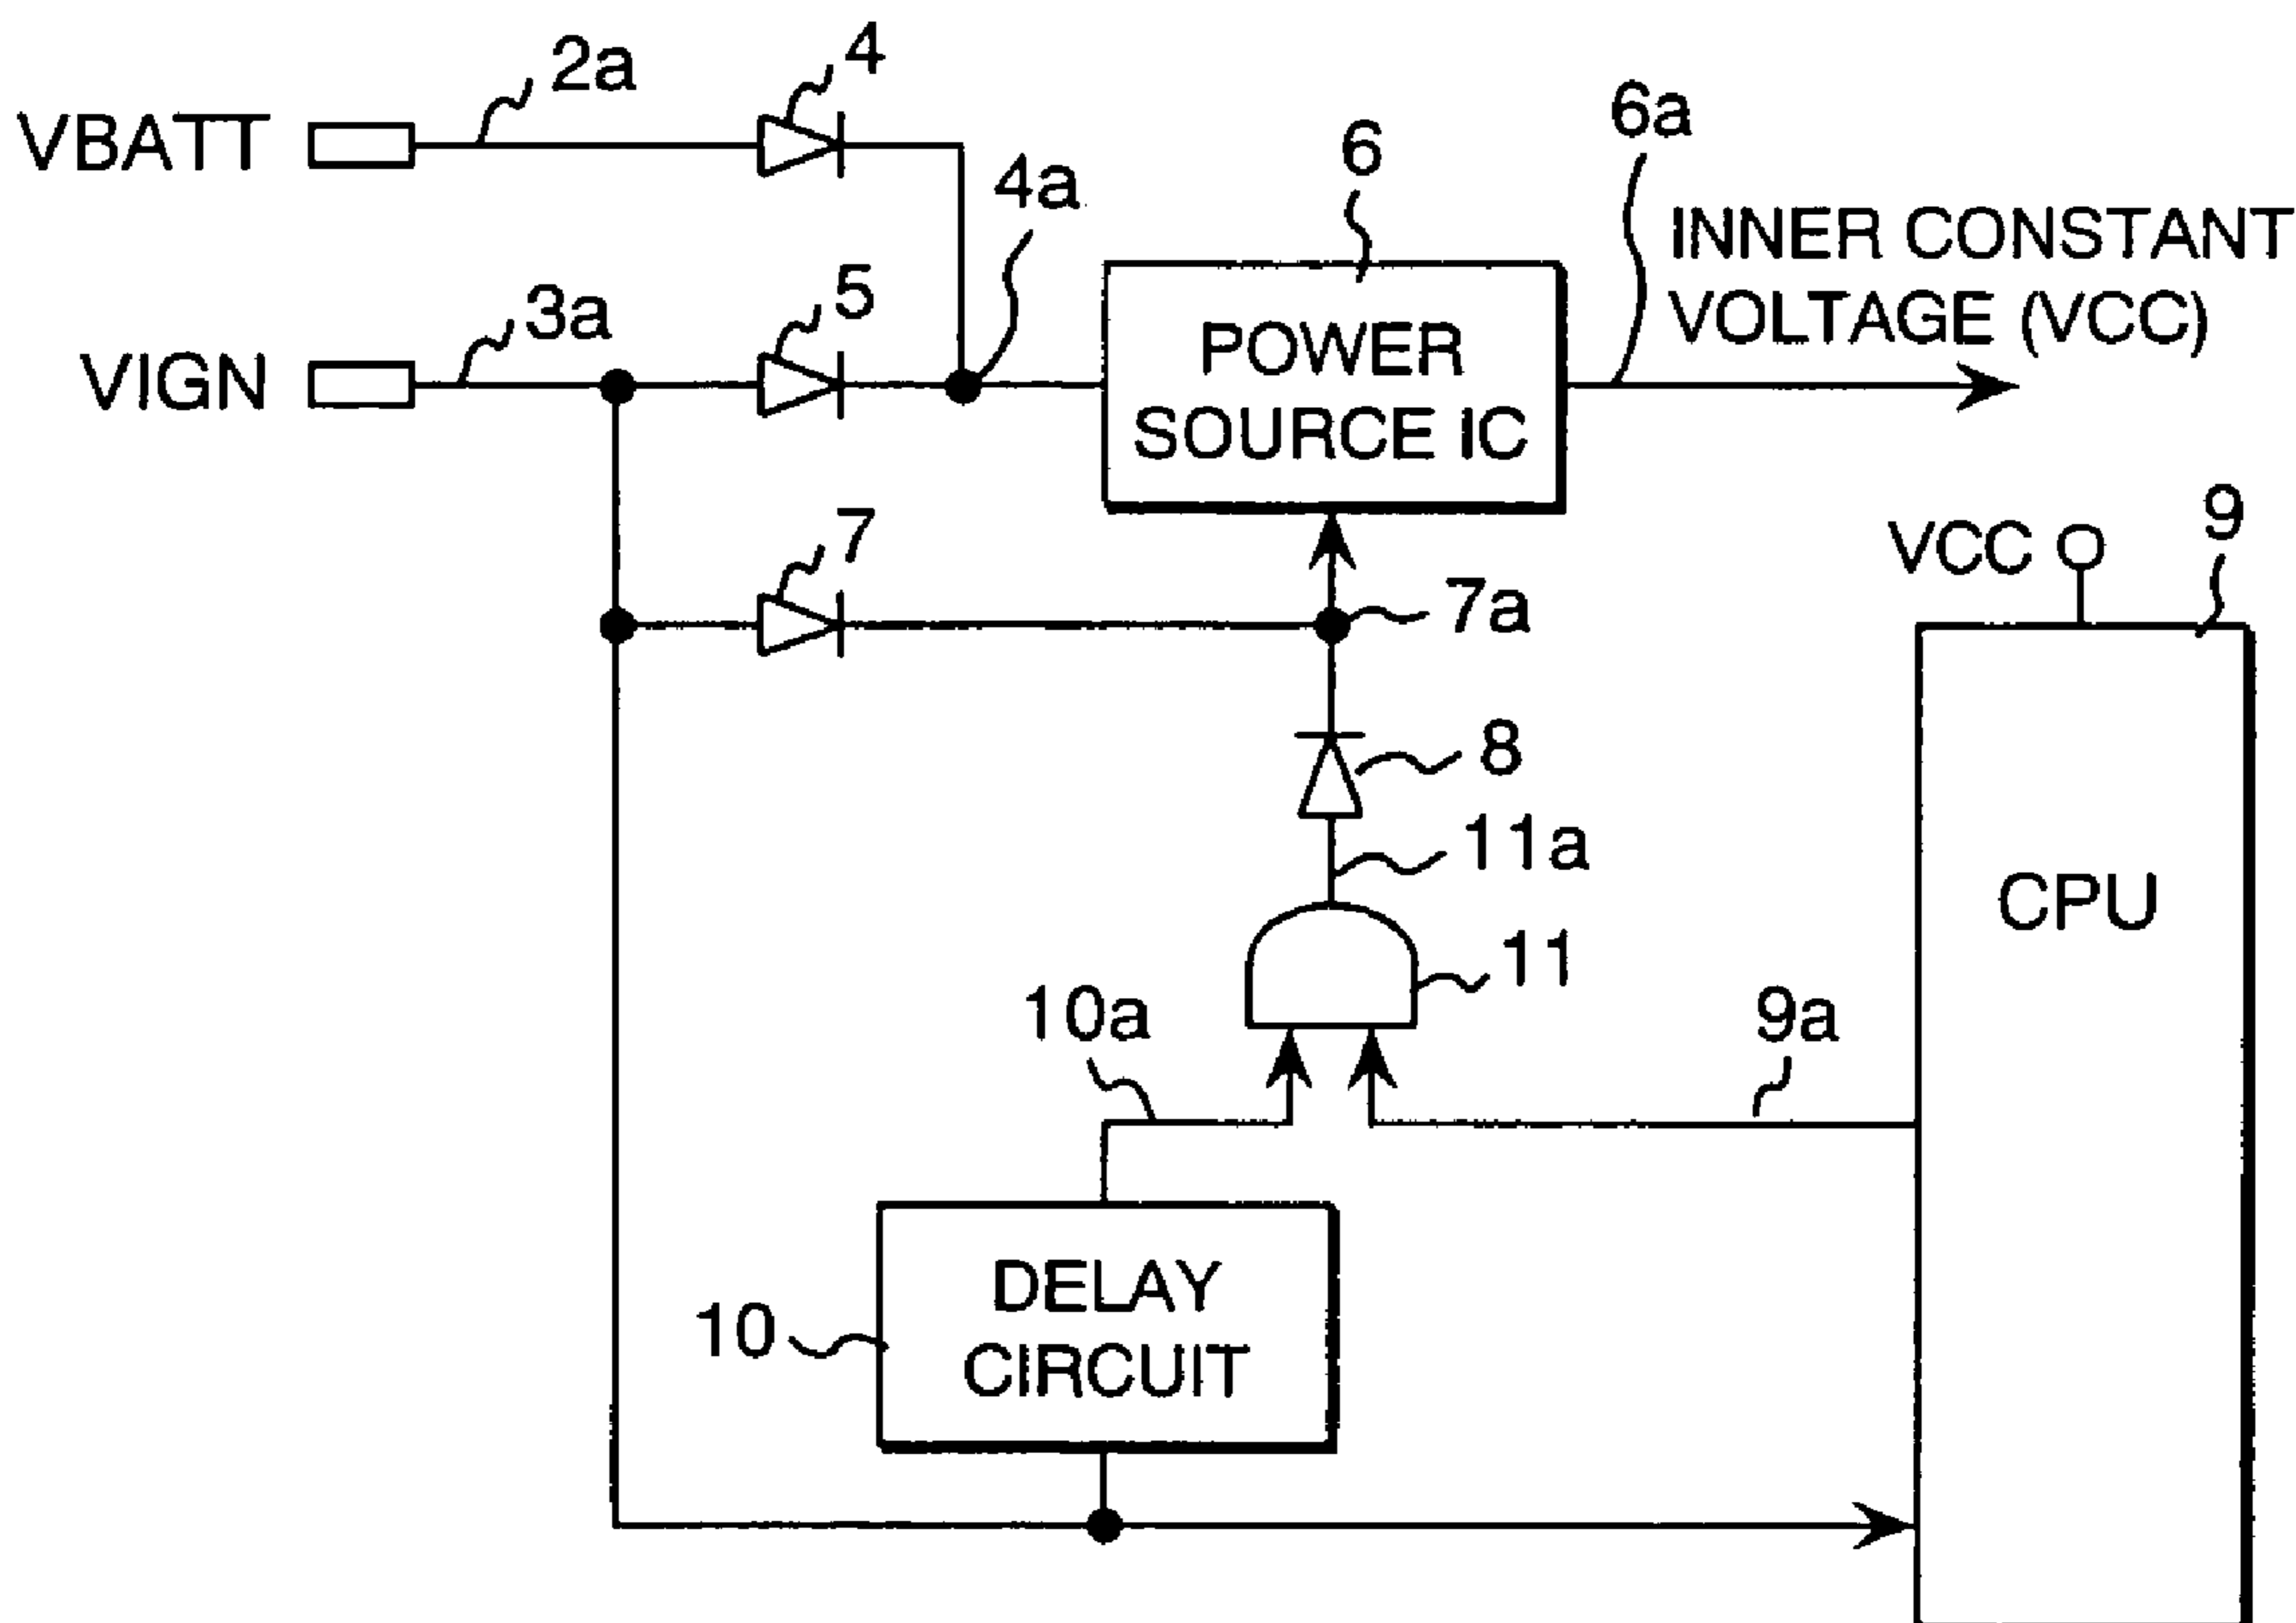 2a
4
VBATT
6a
6
4a
INNER CONSTANT
VOLTAGE (VCC)
3a
5
VIGN
POWER
SOURCE IC
7
9
VCC
7a
8
11a
CPU
11
10a
9a
DELAY
CIRCUIT
10